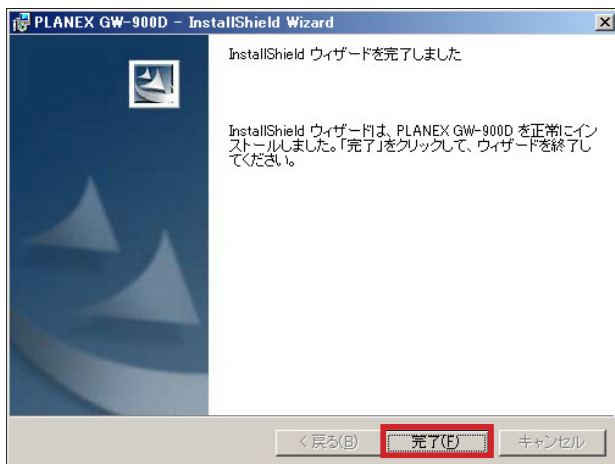 PLANEX GW-900D - InstallShield Wizard
InstallShield ウィザードを完了しました
InstallShield ウィザードは、PLANEX GW-900D を正常にイン
ストールしました。「完了」をクリックして、ウィザードを終了し
てください。
< 戻る(B)
完了(F)
キャンセル